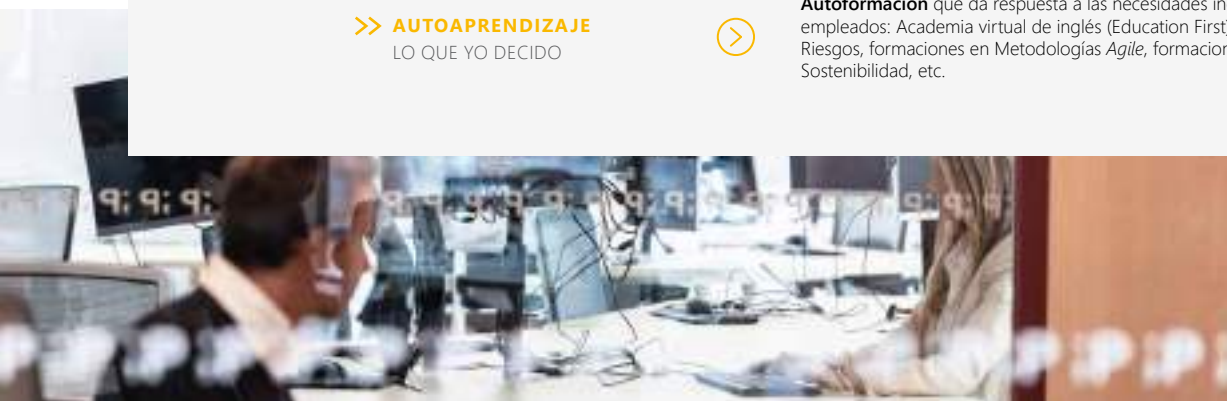 AUTOAPRENDIZAJE
LO QUE YO DECIDO
Autoformación que da respuesta a las necesidades in
empleados: Academia virtual de inglés (Education First)
Riesgos, formaciones en Metodologías Agile, formacion
Sostenibilidad, etc.